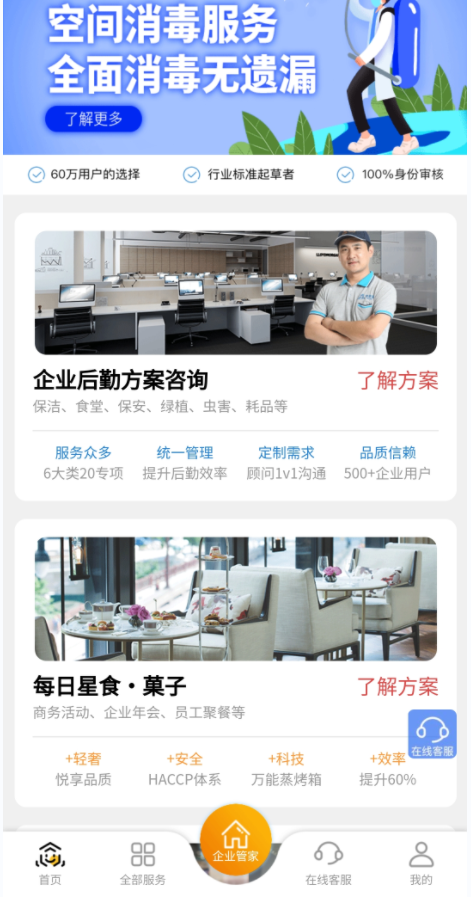 空间消毒服务
全面消毒无遗漏
了解更多
60万用户的选择 行业标准起草者 100%身份审核
企业后勤方案咨询 了解方案
保洁、食堂、保安、绿植、虫害、耗品等
服务众多 统一管理 定制需求 品质信赖
6大类20专项 提升后勤效率 顾问1v1沟通 500+企业用户
每日星食·菓子 了解方案
商务活动、企业年会、员工聚餐等
+轻奢 +安全 +科技 +效率
悦享品质 HACCP体系 万能蒸烤箱 提升60%
在线客服
企业管家
首页 全部服务 在线客服 我的